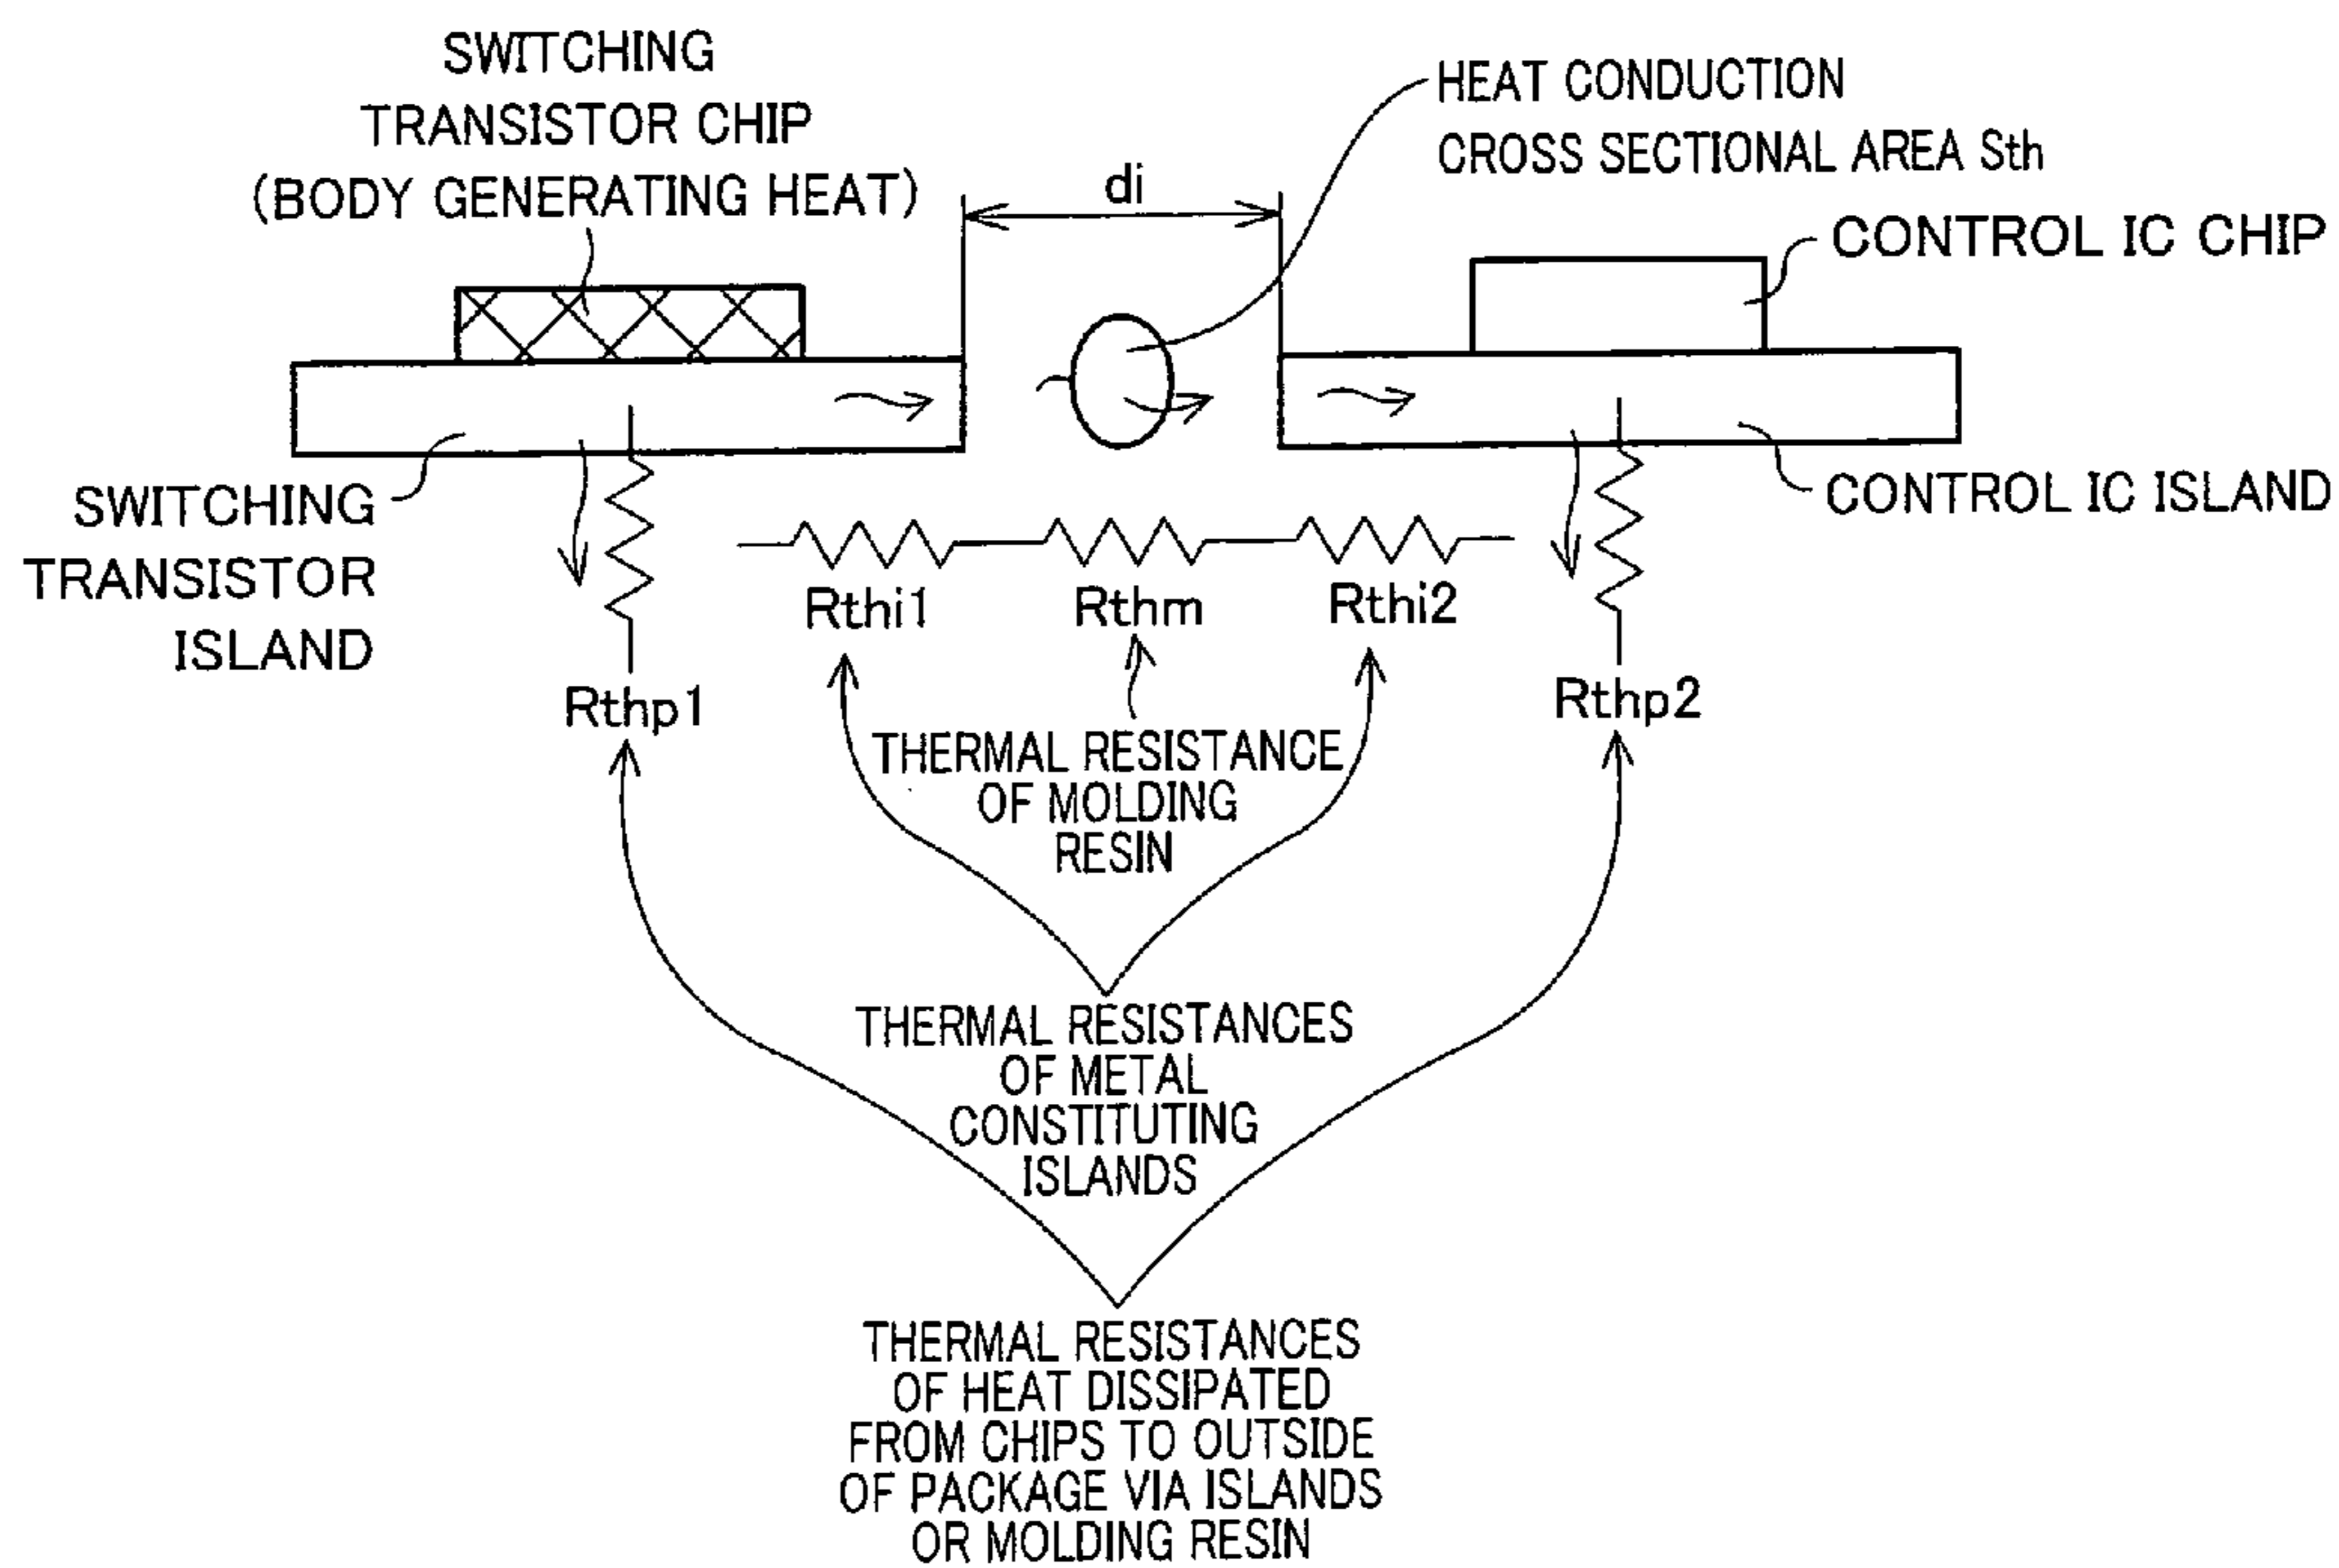 SWITCHING
TRANSISTOR CHIP
(BODY GENERATING HEAT)
di
HEAT CONDUCTION
CROSS SECTIONAL AREA Sth
CONTROL IC CHIP
SWITCHING
TRANSISTOR
ISLAND
CONTROL IC ISLAND
Rthi1
Rthm
Rthi2
Rthp1
Rthp2
THERMAL RESISTANCE
OF MOLDING
RESIN
THERMAL RESISTANCES
OF METAL
CONSTITUTING
ISLANDS
THERMAL RESISTANCES
OF HEAT DISSIPATED
FROM CHIPS TO OUTSIDE
OF PACKAGE VIA ISLANDS
OR MOLDING RESIN